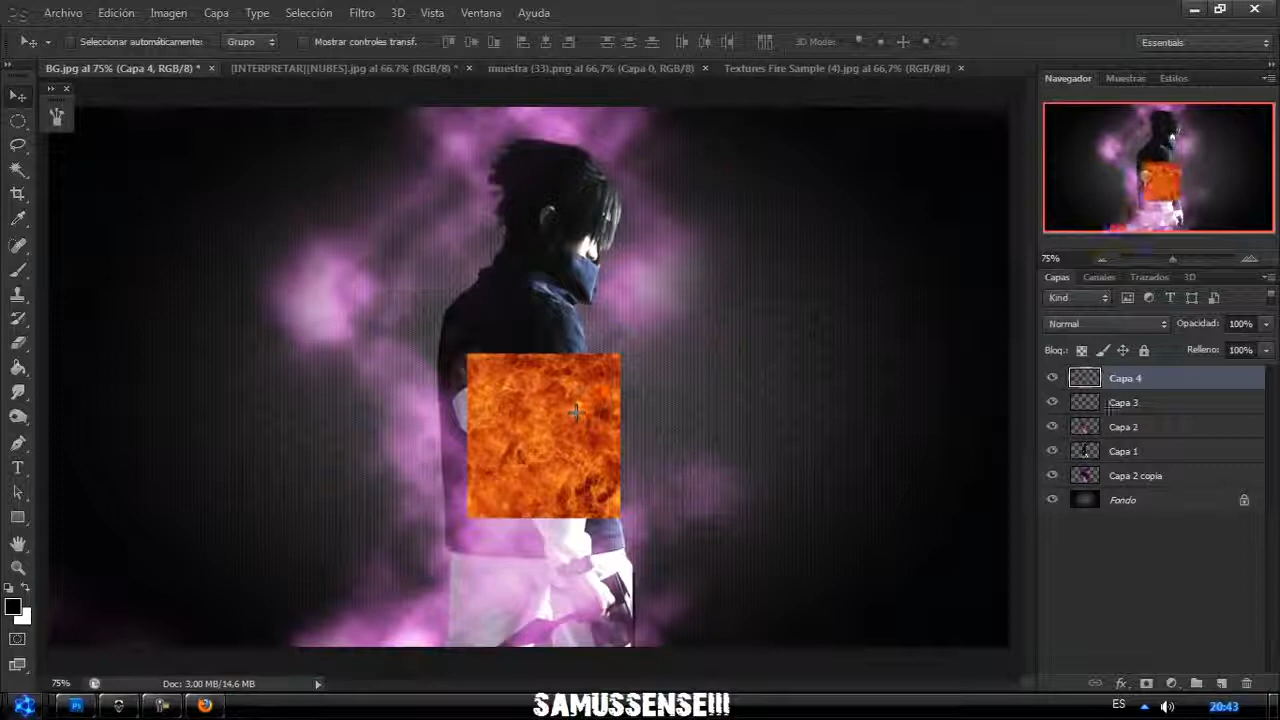 Archivo Edición Imagen Capa Type Selección Filtro 3D Vista Ventana Ayuda
Seleccionar automáticamente: Grupo Mostrar controles transf. 3D Mode: Essentials
BG.jpg al 75% (Capa 4, RGB/8) * [INTERPRETAR][NUBES].jpg al 66.7% (RGB/8) * muestra (33).png al 66,7% (Capa 0, RGB/8) Textures Fire Sample (4).jpg al 66,7% (RGB/8#)
Navegador Muestras Estilos
75%
Capas Canales Trazados 3D
Kind
Normal Opacidad: 100%
Bloq.: Relleno: 100%
Capa 4
Capa 3
Capa 2
Capa 1
Capa 2 copia
Fondo
75% Doc: 3,00 MB/14,6 MB
SAMUSSENSE!!!
Ps ES 20:43